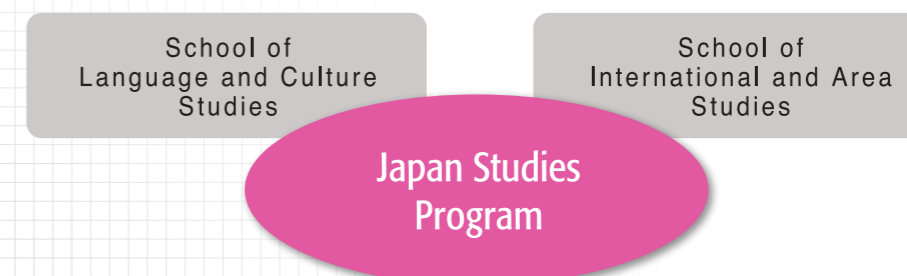 School of
Language and Culture
Studies
School of
International and Area
Studies
Japan Studies
Program